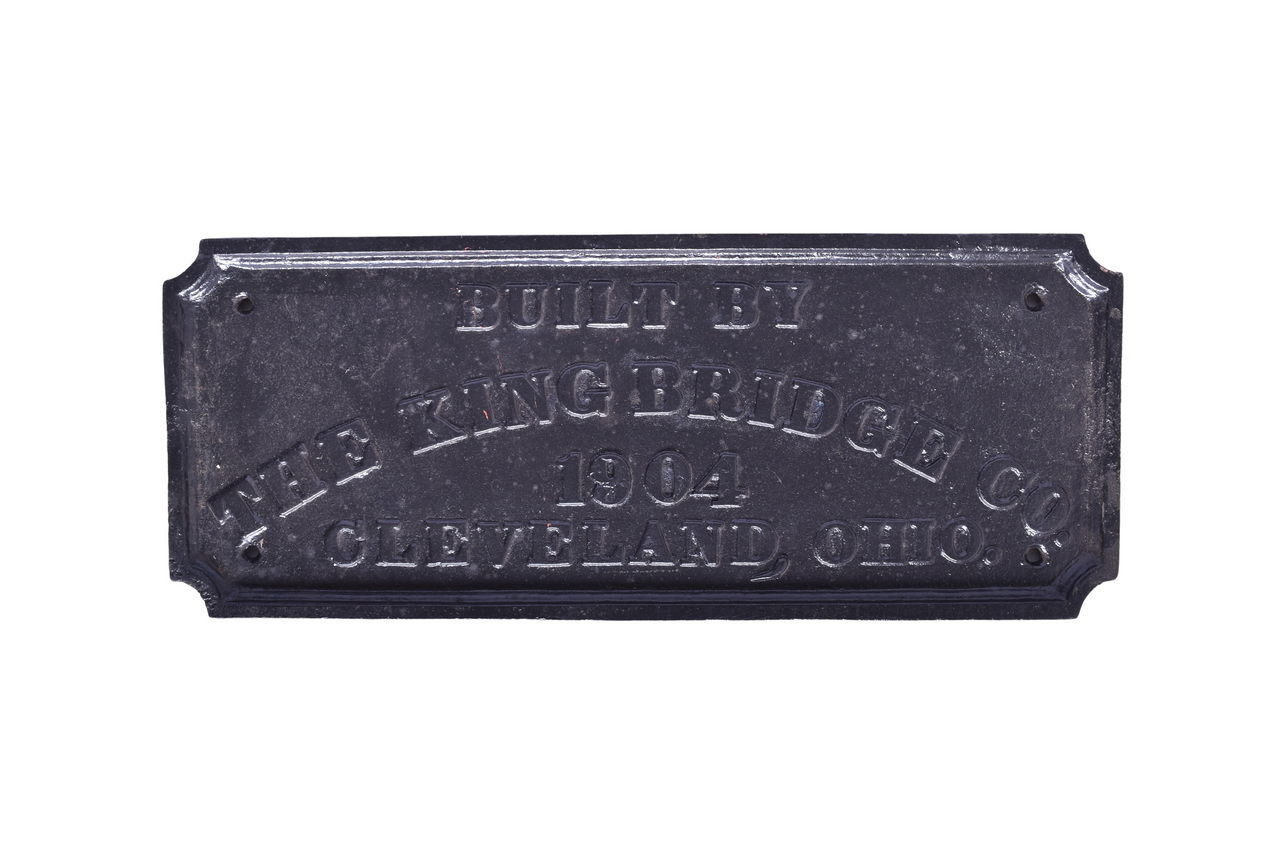 BUILT BY
THE KING BRIDGE CO.
1904
CLEVELAND, OHIO.